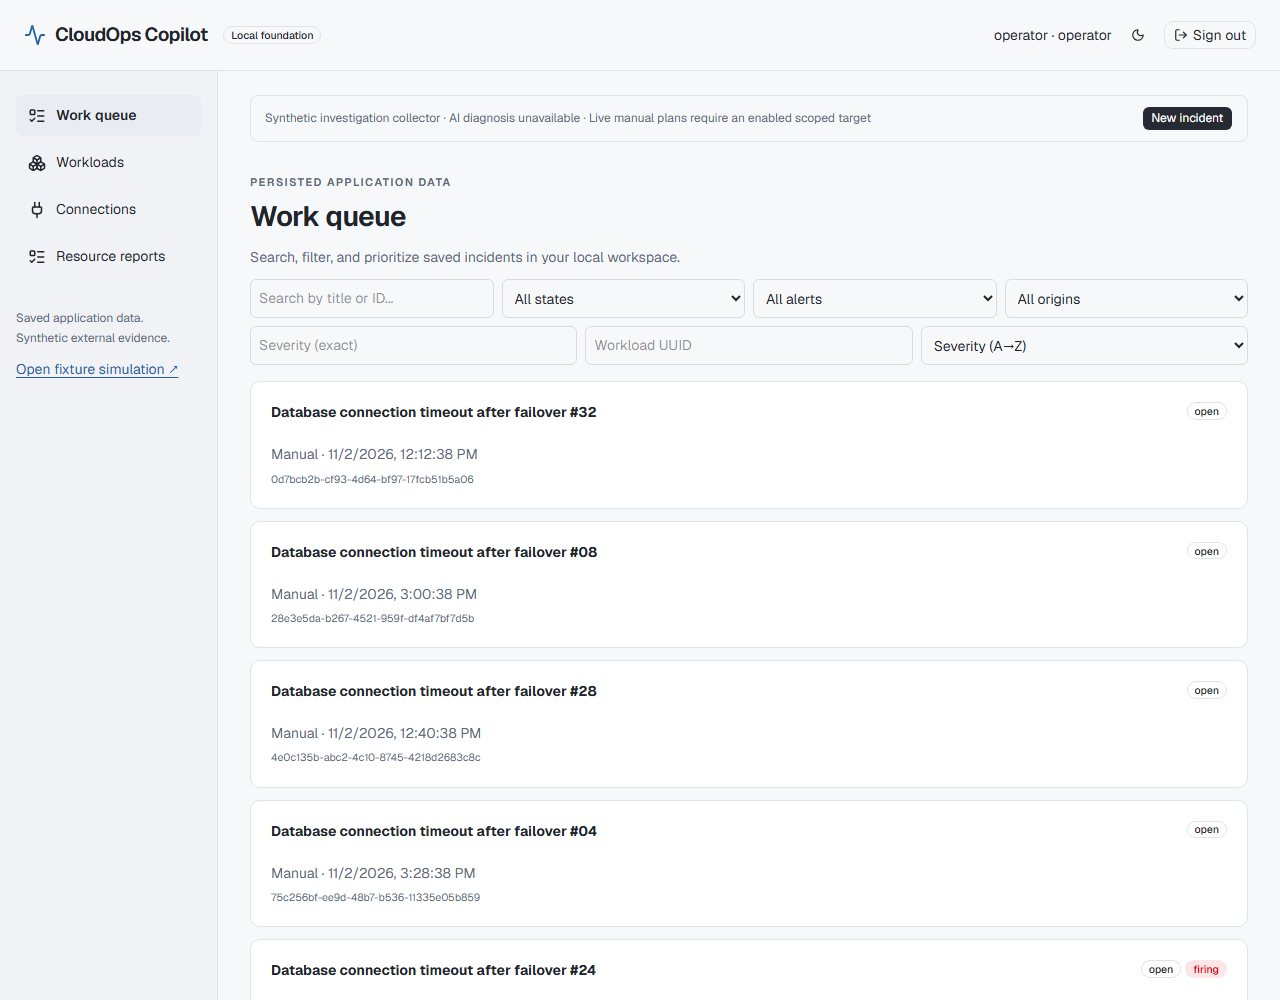 CloudOps Copilot
Local foundation
operator · operator
Sign out
Work queue
Workloads
Connections
Resource reports
Saved application data.
Synthetic external evidence.
Open fixture simulation ↗
Synthetic investigation collector · AI diagnosis unavailable · Live manual plans require an enabled scoped target
New incident
PERSISTED APPLICATION DATA
Work queue
Search, filter, and prioritize saved incidents in your local workspace.
Search by title or ID...
All states
All alerts
All origins
Severity (exact)
Workload UUID
Severity (A→Z)
Database connection timeout after failover #32
open
Manual · 11/2/2026, 12:12:38 PM
0d7bcb2b-cf93-4d64-bf97-17fcb51b5a06
Database connection timeout after failover #08
open
Manual · 11/2/2026, 3:00:38 PM
28e3e5da-b267-4521-959f-df4af7bf7d5b
Database connection timeout after failover #28
open
Manual · 11/2/2026, 12:40:38 PM
4e0c135b-abc2-4c10-8745-4218d2683c8c
Database connection timeout after failover #04
open
Manual · 11/2/2026, 3:28:38 PM
75c256bf-ee9d-48b7-b536-11335e05b859
Database connection timeout after failover #24
open
firing